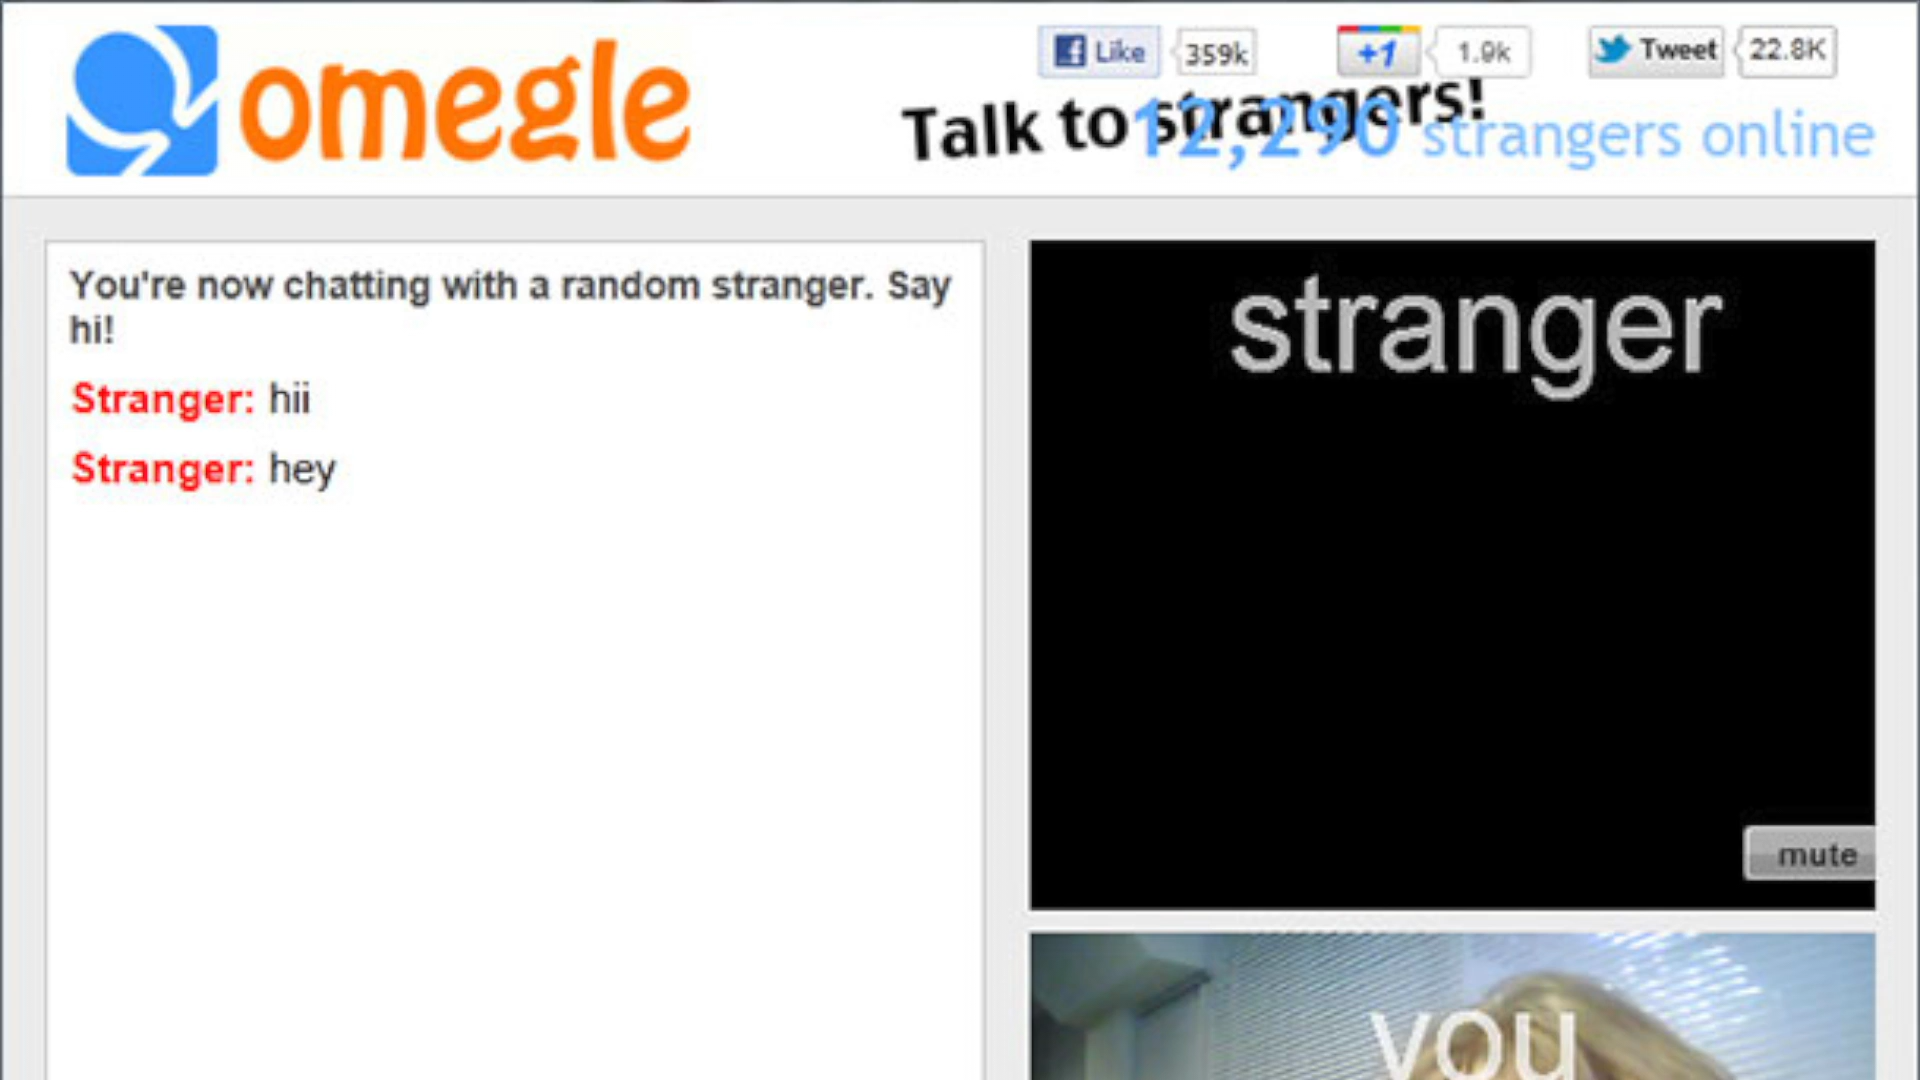 omegle
Like 359k +1 1.9k Tweet 22.8K
Talk to strangers!
12,290 strangers online
You're now chatting with a random stranger. Say
hi!
Stranger: hii
Stranger: hey
stranger
mute
you